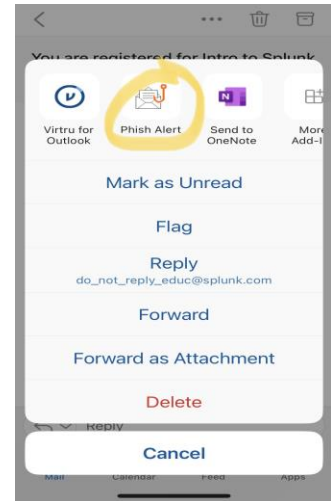 You are registered for Intro to Splunk
Virtru for
Outlook
Phish Alert
Send to
OneNote
More
Add-I
Mark as Unread
Flag
Reply
do_not_reply_educ@splunk.com
Forward
Forward as Attachment
Delete
Reply
Cancel
Mail
Calendar
Feed
Apps